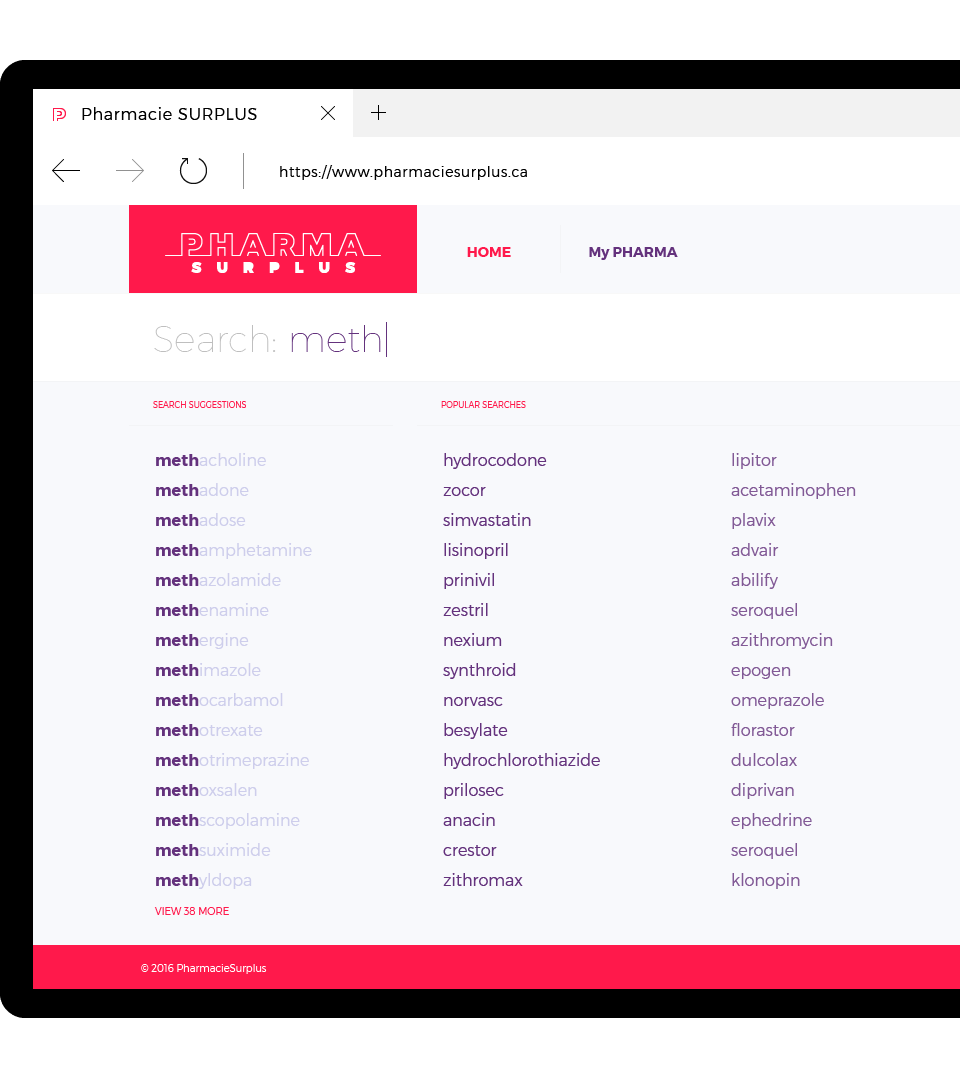 Pharmacie SURPLUS
https://www.pharmaciesurplus.ca
PHARMA
SURPLUS
HOME
My PHARMA
Search: meth
SEARCH SUGGESTIONS
methacholine
methadone
methadose
methamphetamine
methazolamide
methenamine
methergine
methimazole
methocarbamol
methotrexate
methotrimeprazine
methoxsalen
methscopolamine
methsuximide
methyldopa
VIEW 38 MORE
POPULAR SEARCHES
hydrocodone
zocor
simvastatin
lisinopril
prinivil
zestril
nexium
synthroid
norvasc
besylate
hydrochlorothiazide
prilosec
anacin
crestor
zithromax
lipitor
acetaminophen
plavix
advair
abilify
seroquel
azithromycin
epogen
omeprazole
florastor
dulcolax
diprivan
ephedrine
seroquel
klonopin
© 2016 PharmacieSurplus